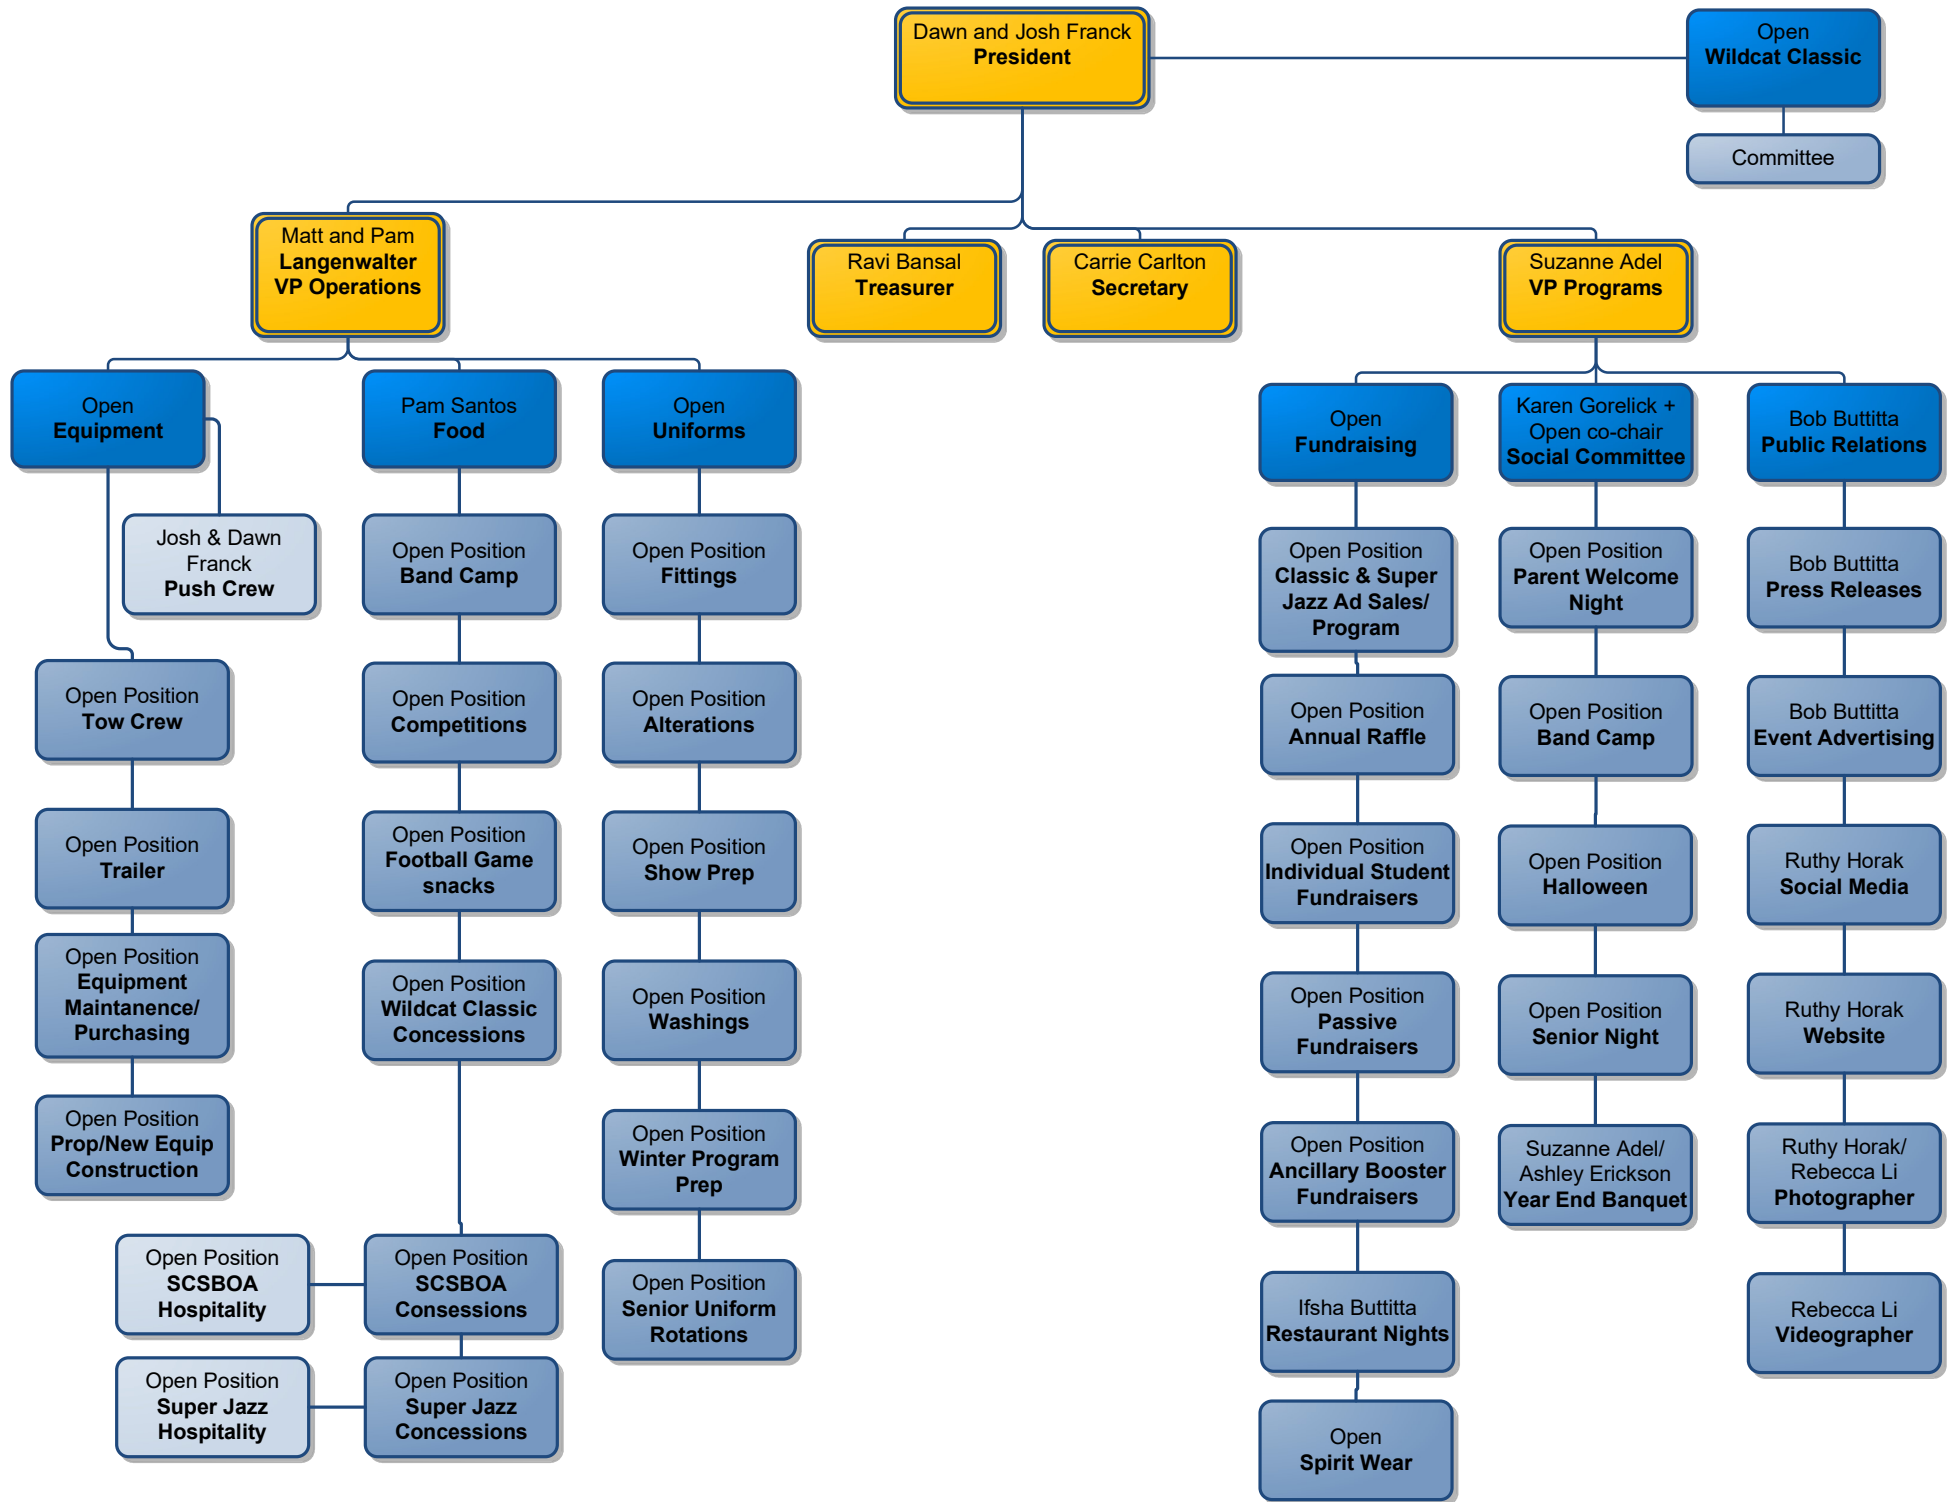 Dawn and Josh Franck
President
Open
Wildcat Classic
Committee
Matt and Pam
Langenwalter
VP Operations
Ravi Bansal
Treasurer
Carrie Carlton
Secretary
Suzanne Adel
VP Programs
Open
Equipment
Josh & Dawn
Franck
Push Crew
Open Position
Tow Crew
Open Position
Trailer
Open Position
Equipment
Maintanence/
Purchasing
Open Position
Prop/New Equip
Construction
Pam Santos
Food
Open Position
Band Camp
Open Position
Competitions
Open Position
Football Game
snacks
Open Position
Wildcat Classic
Concessions
Open Position
SCSBOA
Hospitality
Open Position
SCSBOA
Consessions
Open Position
Super Jazz
Hospitality
Open Position
Super Jazz
Concessions
Open
Uniforms
Open Position
Fittings
Open Position
Alterations
Open Position
Show Prep
Open Position
Washings
Open Position
Winter Program
Prep
Open Position
Senior Uniform
Rotations
Open
Fundraising
Open Position
Classic & Super
Jazz Ad Sales/
Program
Open Position
Annual Raffle
Open Position
Individual Student
Fundraisers
Open Position
Passive
Fundraisers
Open Position
Ancillary Booster
Fundraisers
Ifsha Buttitta
Restaurant Nights
Open
Spirit Wear
Karen Gorelick +
Open co-chair
Social Committee
Open Position
Parent Welcome
Night
Open Position
Band Camp
Open Position
Halloween
Open Position
Senior Night
Suzanne Adel/
Ashley Erickson
Year End Banquet
Bob Buttitta
Public Relations
Bob Buttitta
Press Releases
Bob Buttitta
Event Advertising
Ruthy Horak
Social Media
Ruthy Horak
Website
Ruthy Horak/
Rebecca Li
Photographer
Rebecca Li
Videographer